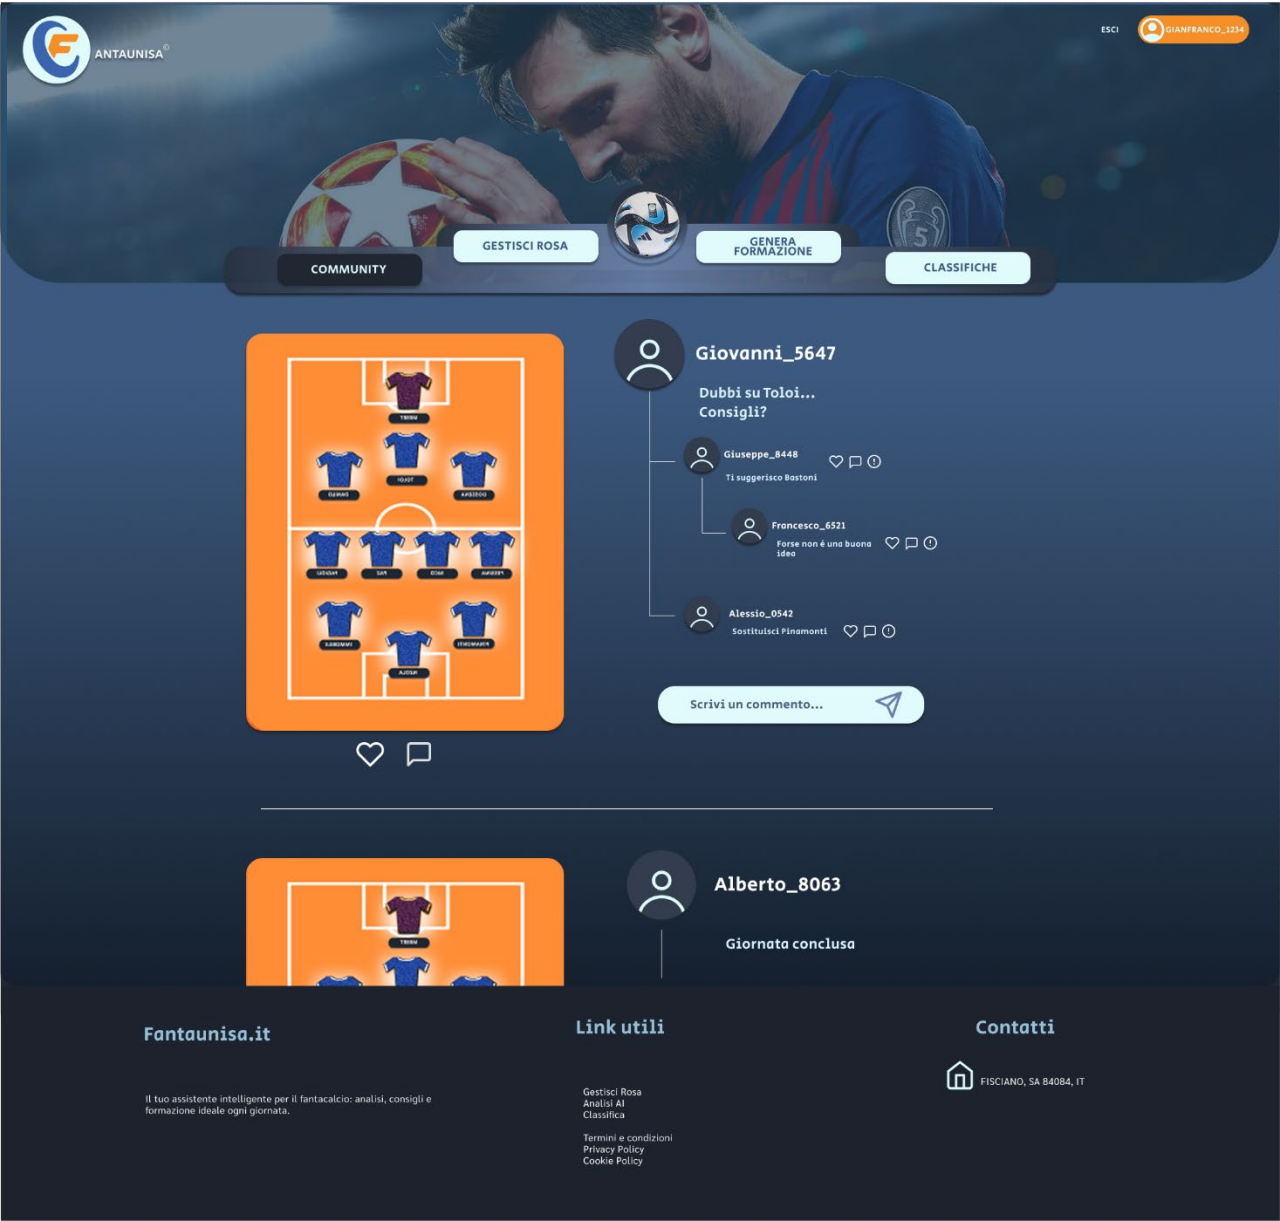 ANTAUNISA©
ESCI
GIANFRANCO_1234
GESTISCI ROSA
GENERA
FORMAZIONE
COMMUNITY
CLASSIFICHE
5
Giovanni_5647
Dubbi su Toloi...
Consigli?
Giuseppe_8448
Ti suggerisco Bastoni
Francesco_6521
Forse non é una buona
idea
Alessio_0542
Sostituisci Pinamonti
Scrivi un commento...
Alberto_8063
Giornata conclusa
Fantaunisa.it
Il tuo assistente intelligente per il fantacalcio: analisi, consigli e
formazione ideale ogni giornata.
Link utili
Gestisci Rosa
Analisi AI
Classifica
Termini e condizioni
Privacy Policy
Cookie Policy
Contatti
FISCIANO, SA 84084, IT